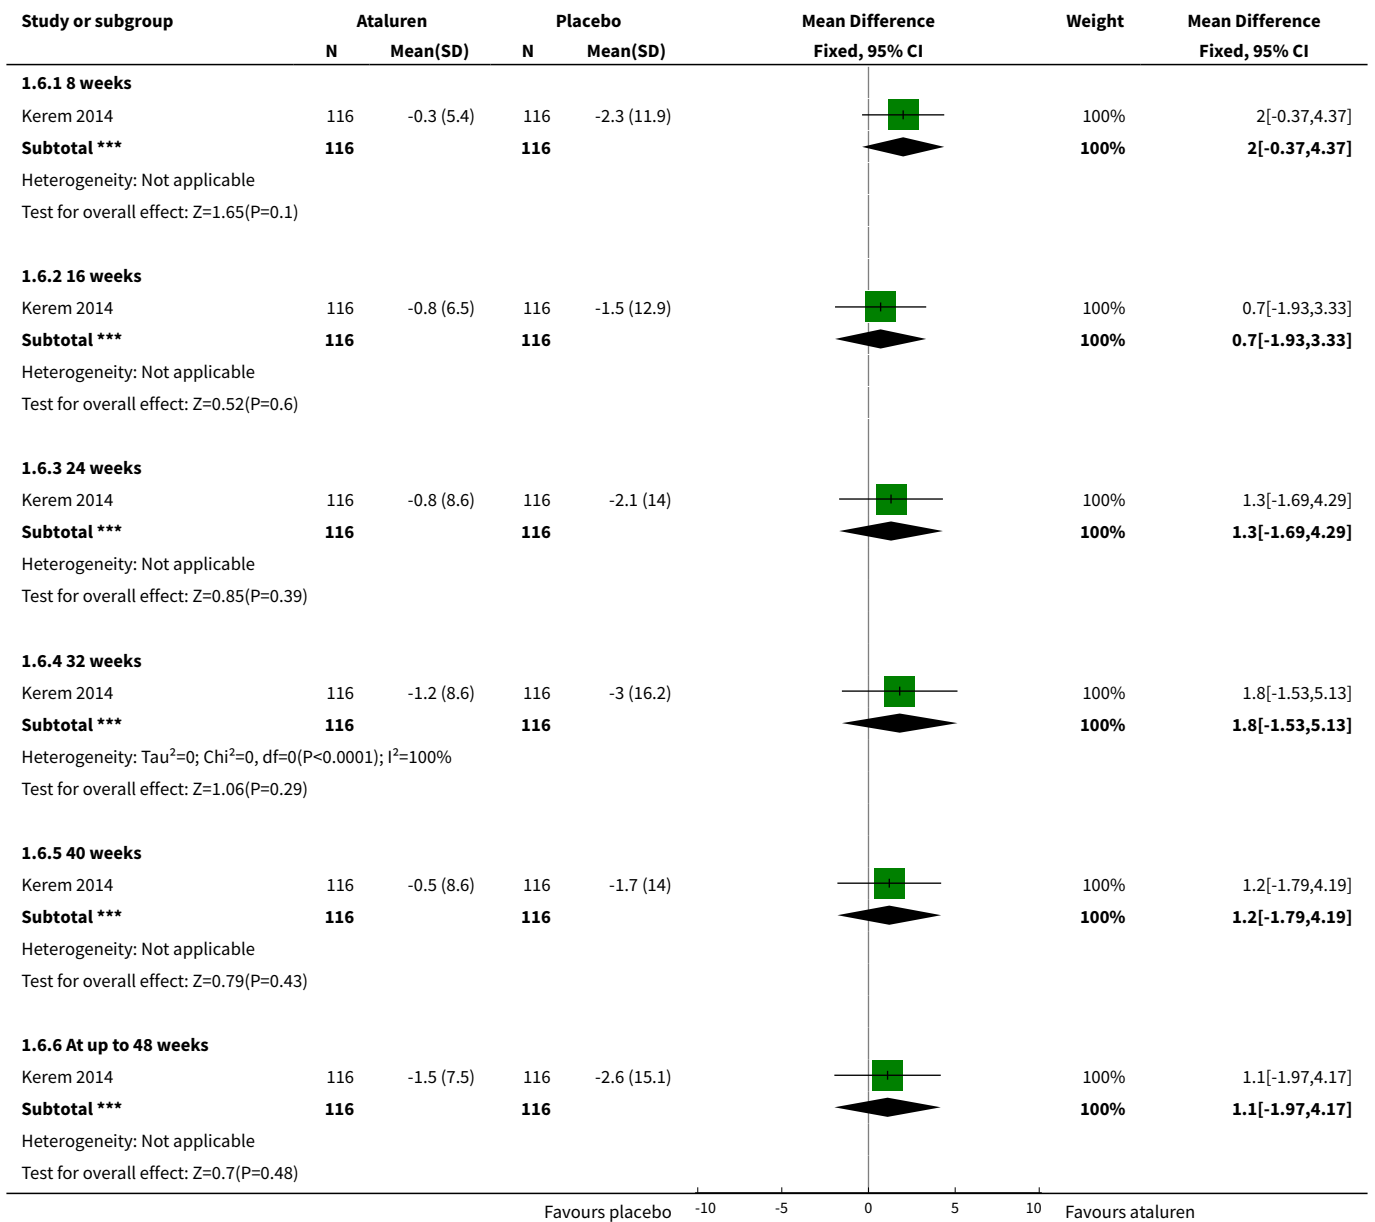 Study or subgroup Ataluren Placebo Mean Difference Weight Mean Difference
N Mean(SD) N Mean(SD) Fixed, 95% CI Fixed, 95% CI
1.6.1 8 weeks
Kerem 2014 116 -0.3 (5.4) 116 -2.3 (11.9) 100% 2[-0.37,4.37]
Subtotal *** 116 116 100% 2[-0.37,4.37]
Heterogeneity: Not applicable
Test for overall effect: Z=1.65(P=0.1)
1.6.2 16 weeks
Kerem 2014 116 -0.8 (6.5) 116 -1.5 (12.9) 100% 0.7[-1.93,3.33]
Subtotal *** 116 116 100% 0.7[-1.93,3.33]
Heterogeneity: Not applicable
Test for overall effect: Z=0.52(P=0.6)
1.6.3 24 weeks
Kerem 2014 116 -0.8 (8.6) 116 -2.1 (14) 100% 1.3[-1.69,4.29]
Subtotal *** 116 116 100% 1.3[-1.69,4.29]
Heterogeneity: Not applicable
Test for overall effect: Z=0.85(P=0.39)
1.6.4 32 weeks
Kerem 2014 116 -1.2 (8.6) 116 -3 (16.2) 100% 1.8[-1.53,5.13]
Subtotal *** 116 116 100% 1.8[-1.53,5.13]
Heterogeneity: Tau²=0; Chi²=0, df=0(P<0.0001); I²=100%
Test for overall effect: Z=1.06(P=0.29)
1.6.5 40 weeks
Kerem 2014 116 -0.5 (8.6) 116 -1.7 (14) 100% 1.2[-1.79,4.19]
Subtotal *** 116 116 100% 1.2[-1.79,4.19]
Heterogeneity: Not applicable
Test for overall effect: Z=0.79(P=0.43)
1.6.6 At up to 48 weeks
Kerem 2014 116 -1.5 (7.5) 116 -2.6 (15.1) 100% 1.1[-1.97,4.17]
Subtotal *** 116 116 100% 1.1[-1.97,4.17]
Heterogeneity: Not applicable
Test for overall effect: Z=0.7(P=0.48)
Favours placebo -10 -5 0 5 10 Favours ataluren